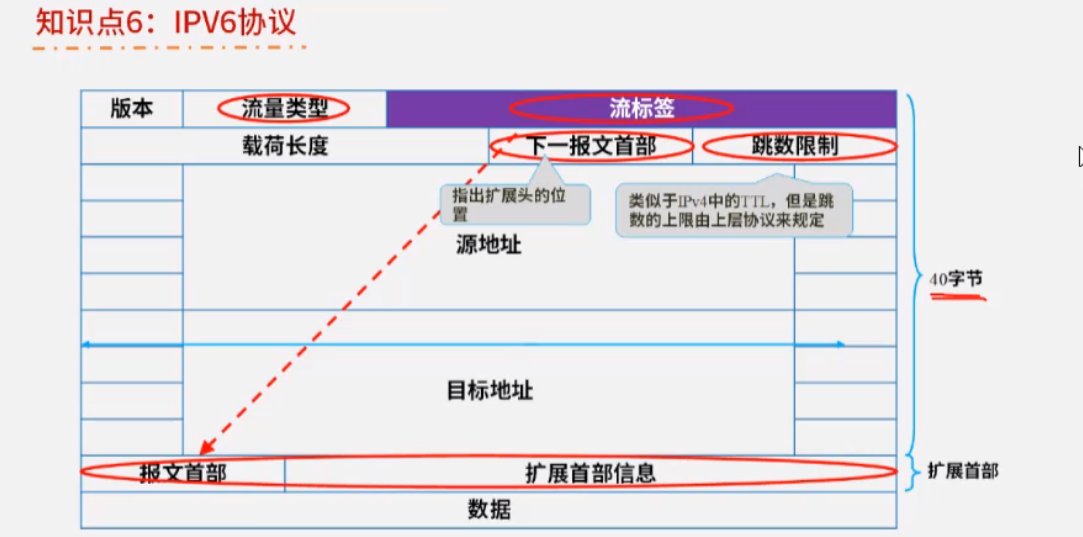 知识点6：IPV6协议
版本 流量类型 流标签
载荷长度 下一报文首部 跳数限制
指出扩展头的位
置
类似于IPv4中的TTL，但是跳
数的上限由上层协议来规定
源地址
40字节
目标地址
报文首部 扩展首部信息 扩展首部
数据